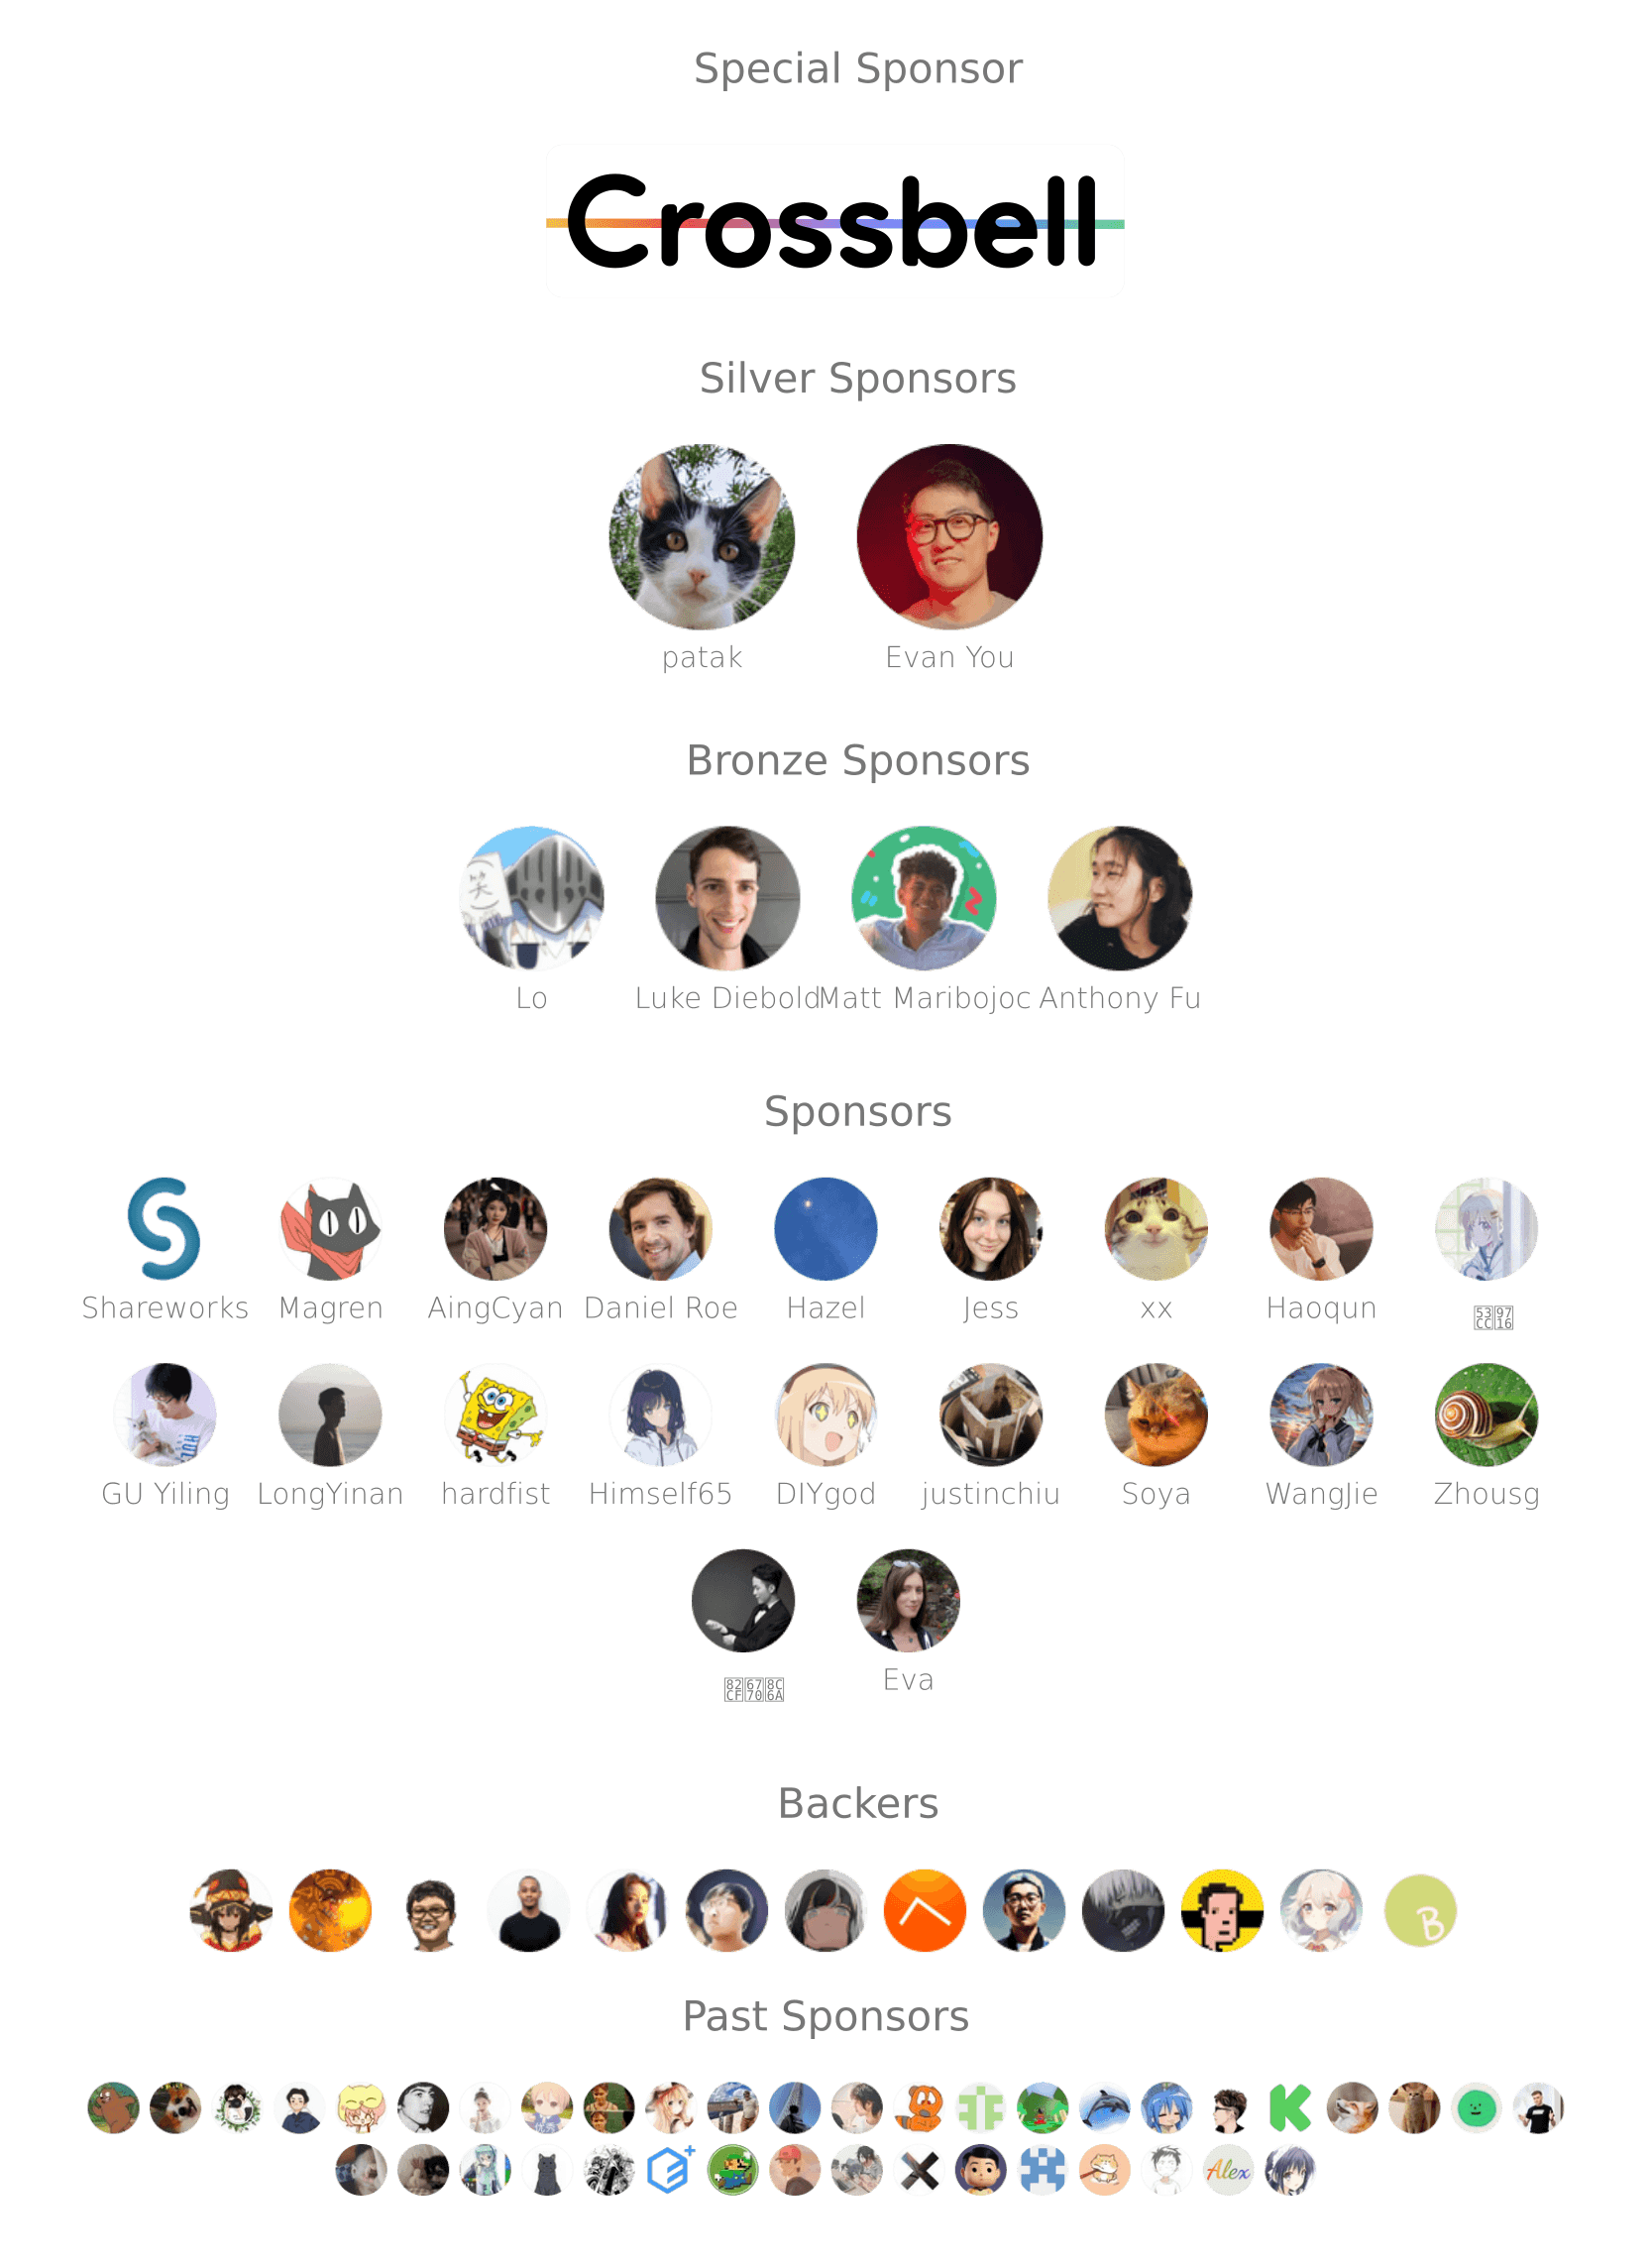 Special Sponsor
Crossbell
Silver Sponsors
patak Evan You
Bronze Sponsors
笑
Lo Luke Diebold Matt Maribojoc Anthony Fu
Sponsors
Shareworks Magren AingCyan Daniel Roe Hazel Jess xx Haoqun
GU Yiling LongYinan hardfist Himself65 DIYgod justinchiu Soya WangJie Zhousg
Eva
Backers
B
Past Sponsors
Alex